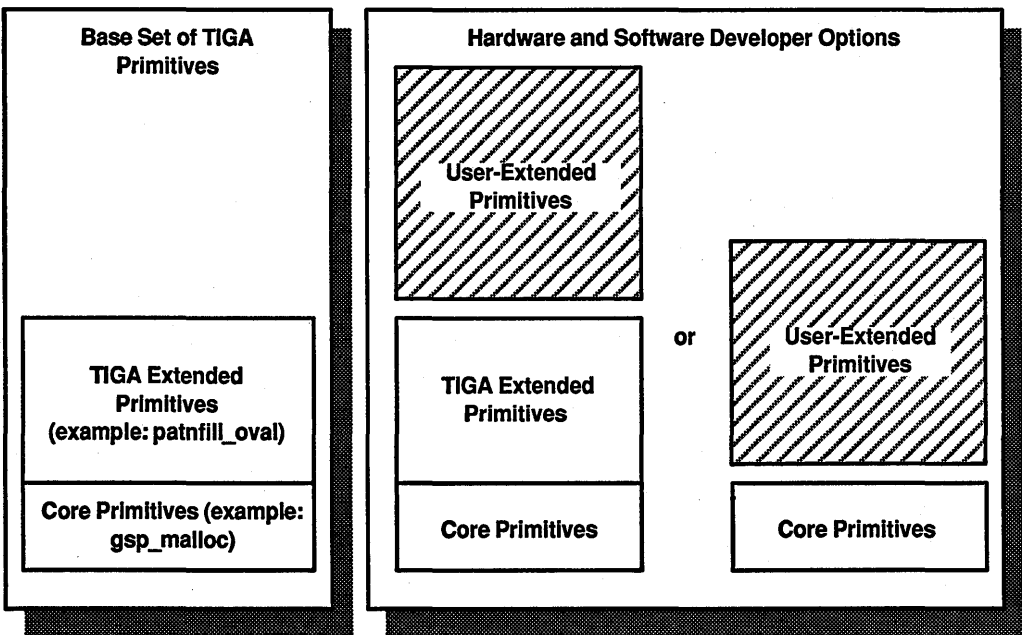 Base Set of TIGA
Primitives
TIGA Extended
Primitives
(example: patnfill_oval)
Core Primitives (example:
gsp_malloc)
Hardware and Software Developer Options
User-Extended
Primitives
TIGA Extended
Primitives
Core Primitives
or
User-Extended
Primitives
Core Primitives